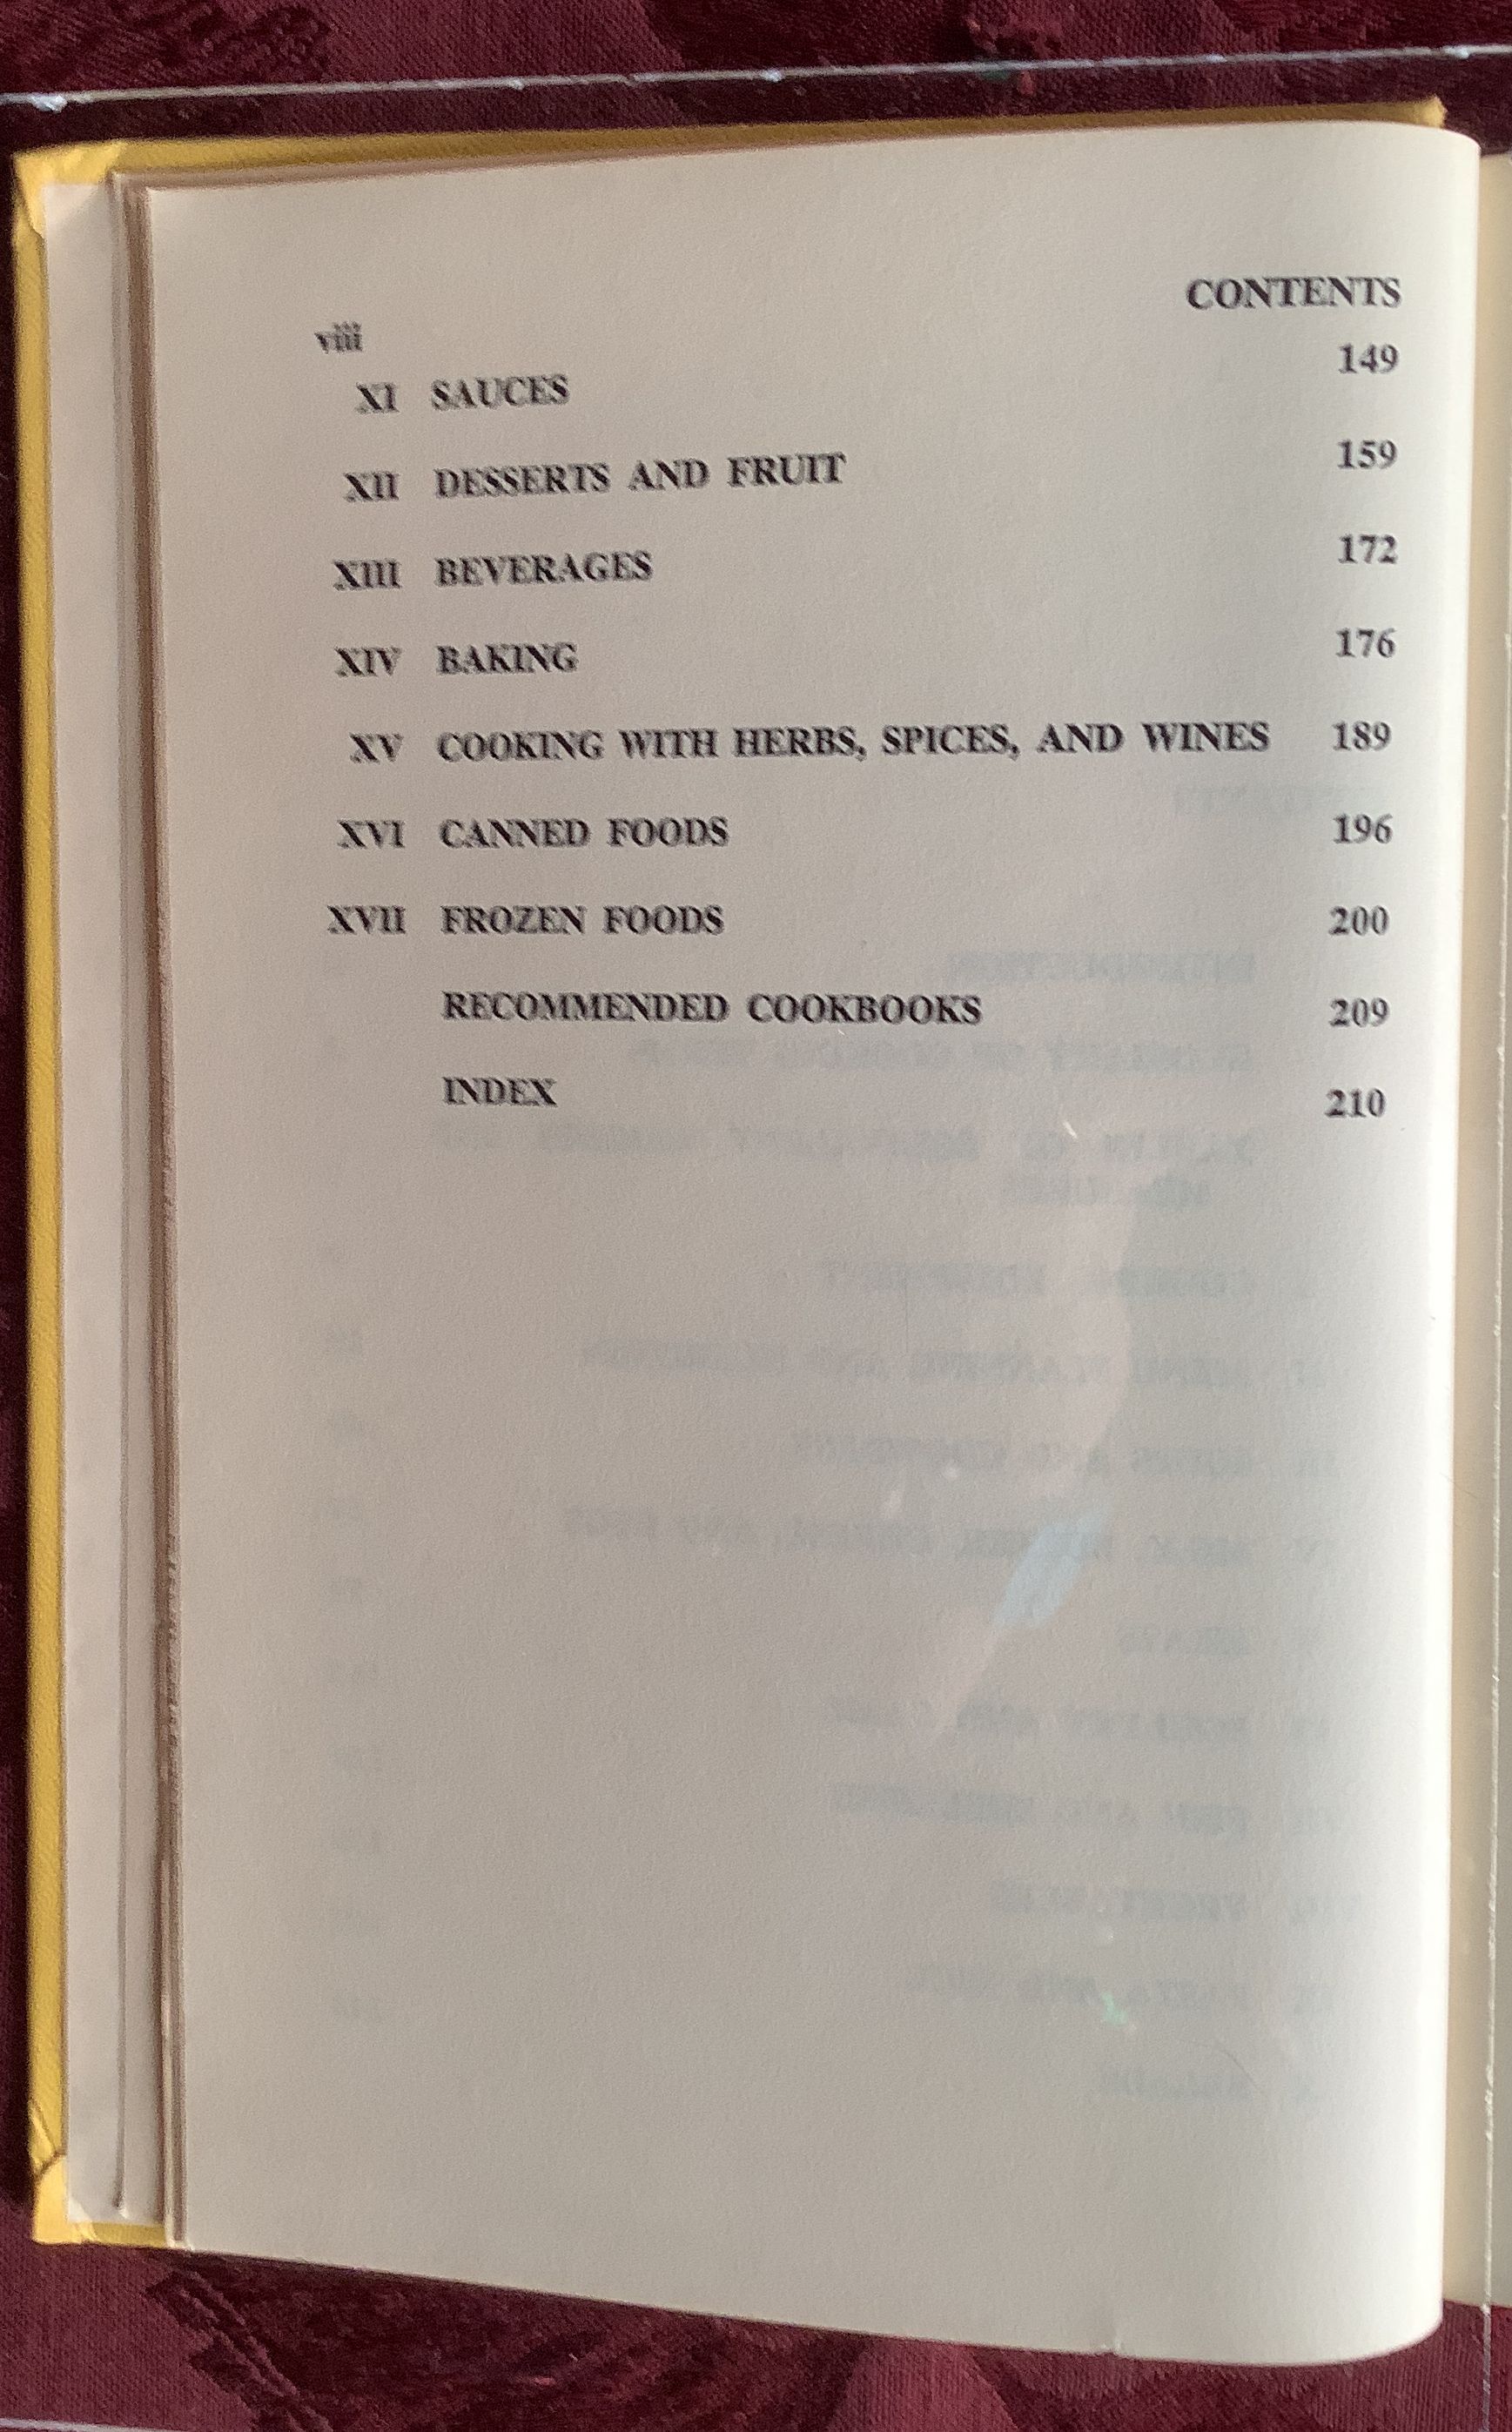 viii CONTENTS
XI SAUCES 149
XII DESSERTS AND FRUIT 159
XIII BEVERAGES 172
XIV BAKING 176
XV COOKING WITH HERBS, SPICES, AND WINES 189
XVI CANNED FOODS 196
XVII FROZEN FOODS 200
RECOMMENDED COOKBOOKS 209
INDEX 210